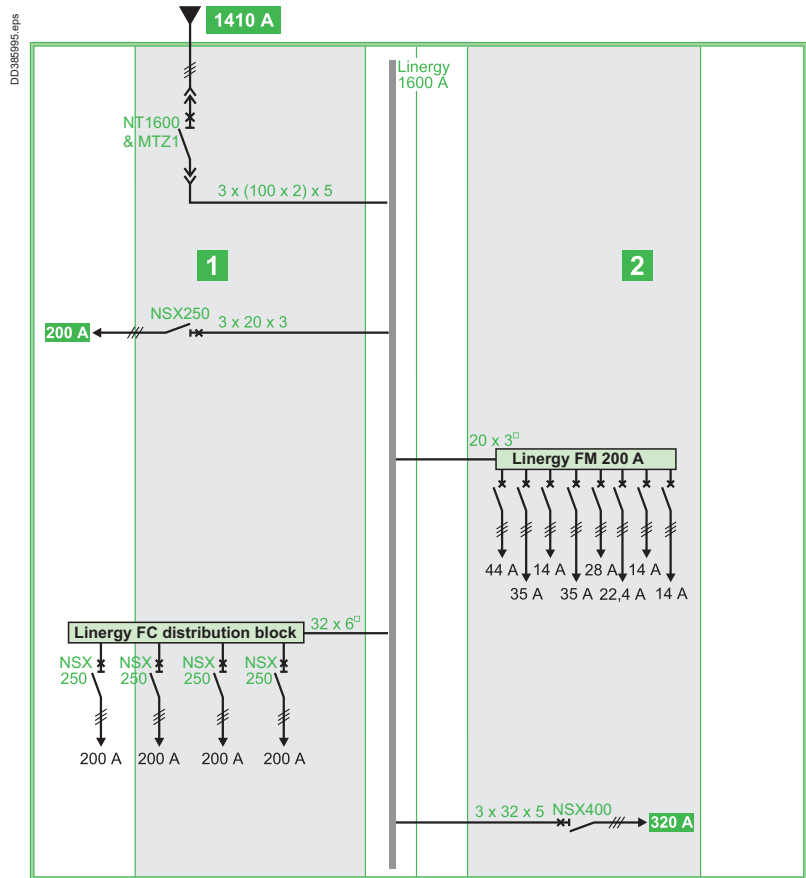 DD385995.eps
1410 A
Linergy
1600 A
NT1600
& MTZ1
3 x (100 x 2) x 5
1
2
NSX250
200 A
3 x 20 x 3
20 x 3□
Linergy FM 200 A
44 A
14 A
28 A
14 A
35 A
35 A
22,4 A
14 A
Linergy FC distribution block
32 x 6□
NSX
250
NSX
250
NSX
250
NSX
250
200 A
200 A
200 A
200 A
3 x 32 x 5
NSX400
320 A